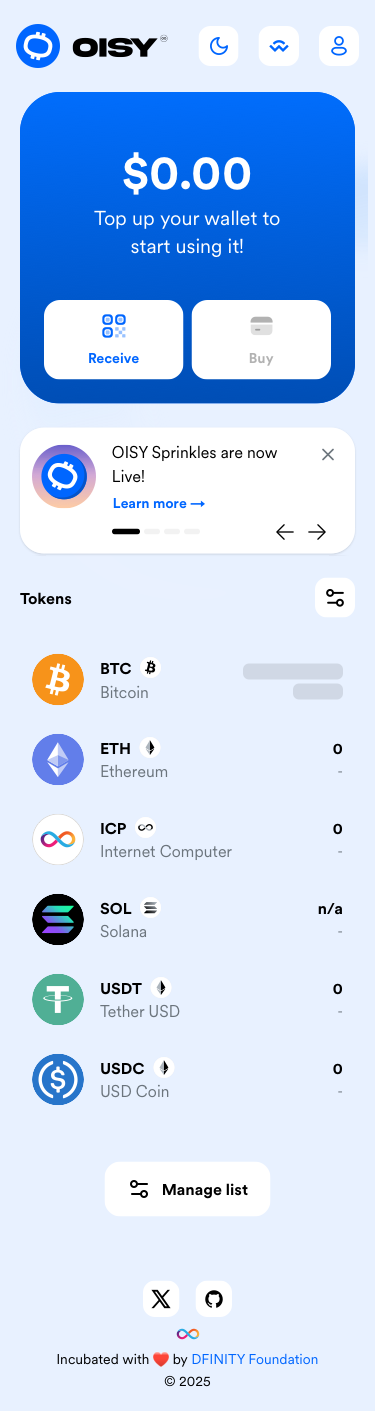 OISY
$0.00
Top up your wallet to
start using it!
Receive
Buy
OISY Sprinkles are now
Live!
Learn more →
Tokens
BTC
Bitcoin
ETH
0
Ethereum
-
ICP
0
Internet Computer
-
SOL
n/a
Solana
-
USDT
0
Tether USD
-
USDC
0
USD Coin
-
Manage list
Incubated with ❤️ by DFINITY Foundation
© 2025